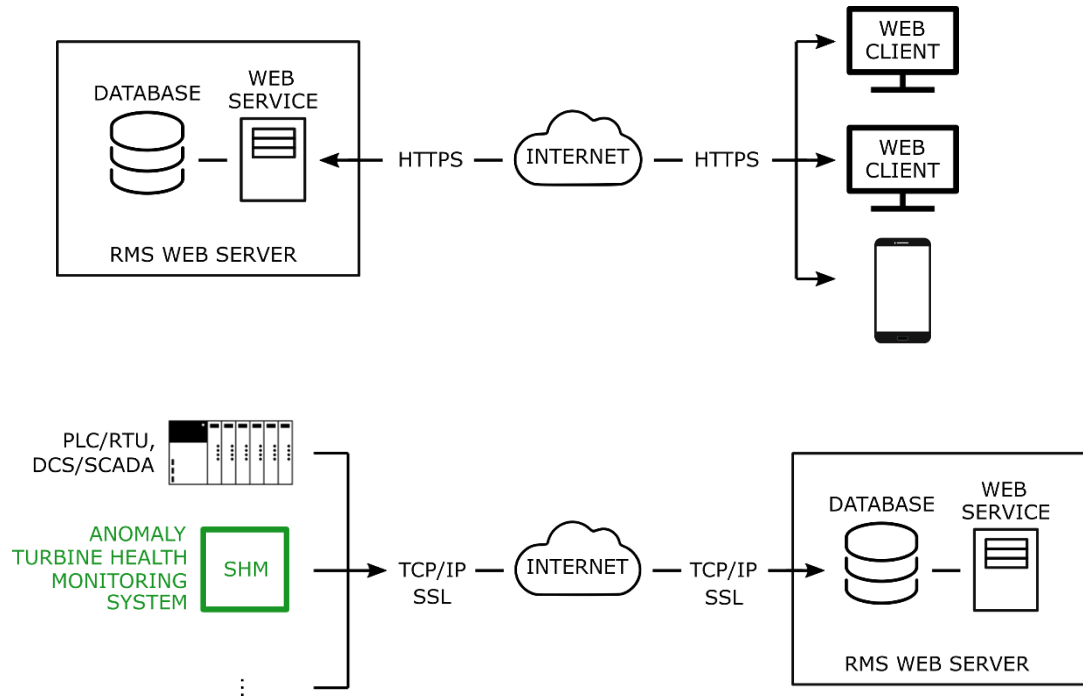 DATABASE
WEB
SERVICE
RMS WEB SERVER
HTTPS
INTERNET
HTTPS
WEB
CLIENT
WEB
CLIENT
PLC/RTU,
DCS/SCADA
ANOMALY
TURBINE HEALTH
MONITORING
SYSTEM
SHM
...
TCP/IP
SSL
INTERNET
TCP/IP
SSL
DATABASE
WEB
SERVICE
RMS WEB SERVER